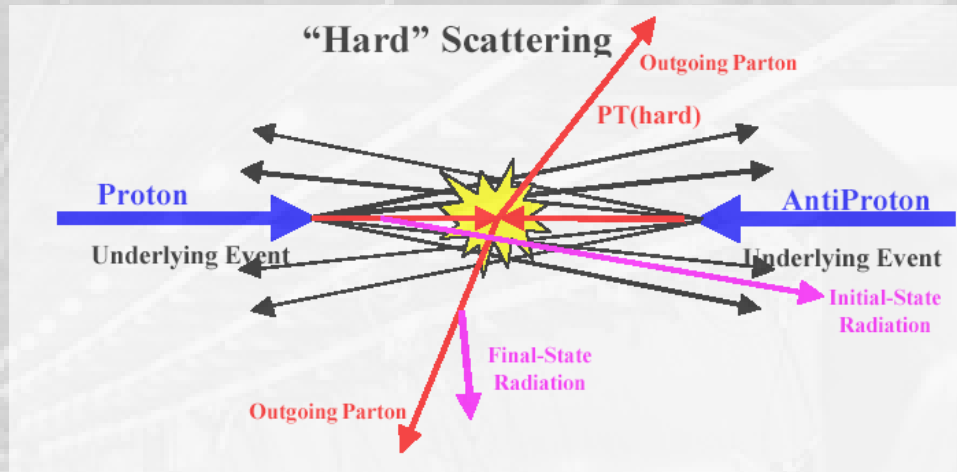 “Hard” Scattering
Outgoing Parton
PT(hard)
Proton
AntiProton
Underlying Event
Underlying Event
Initial-State
Radiation
Final-State
Radiation
Outgoing Parton